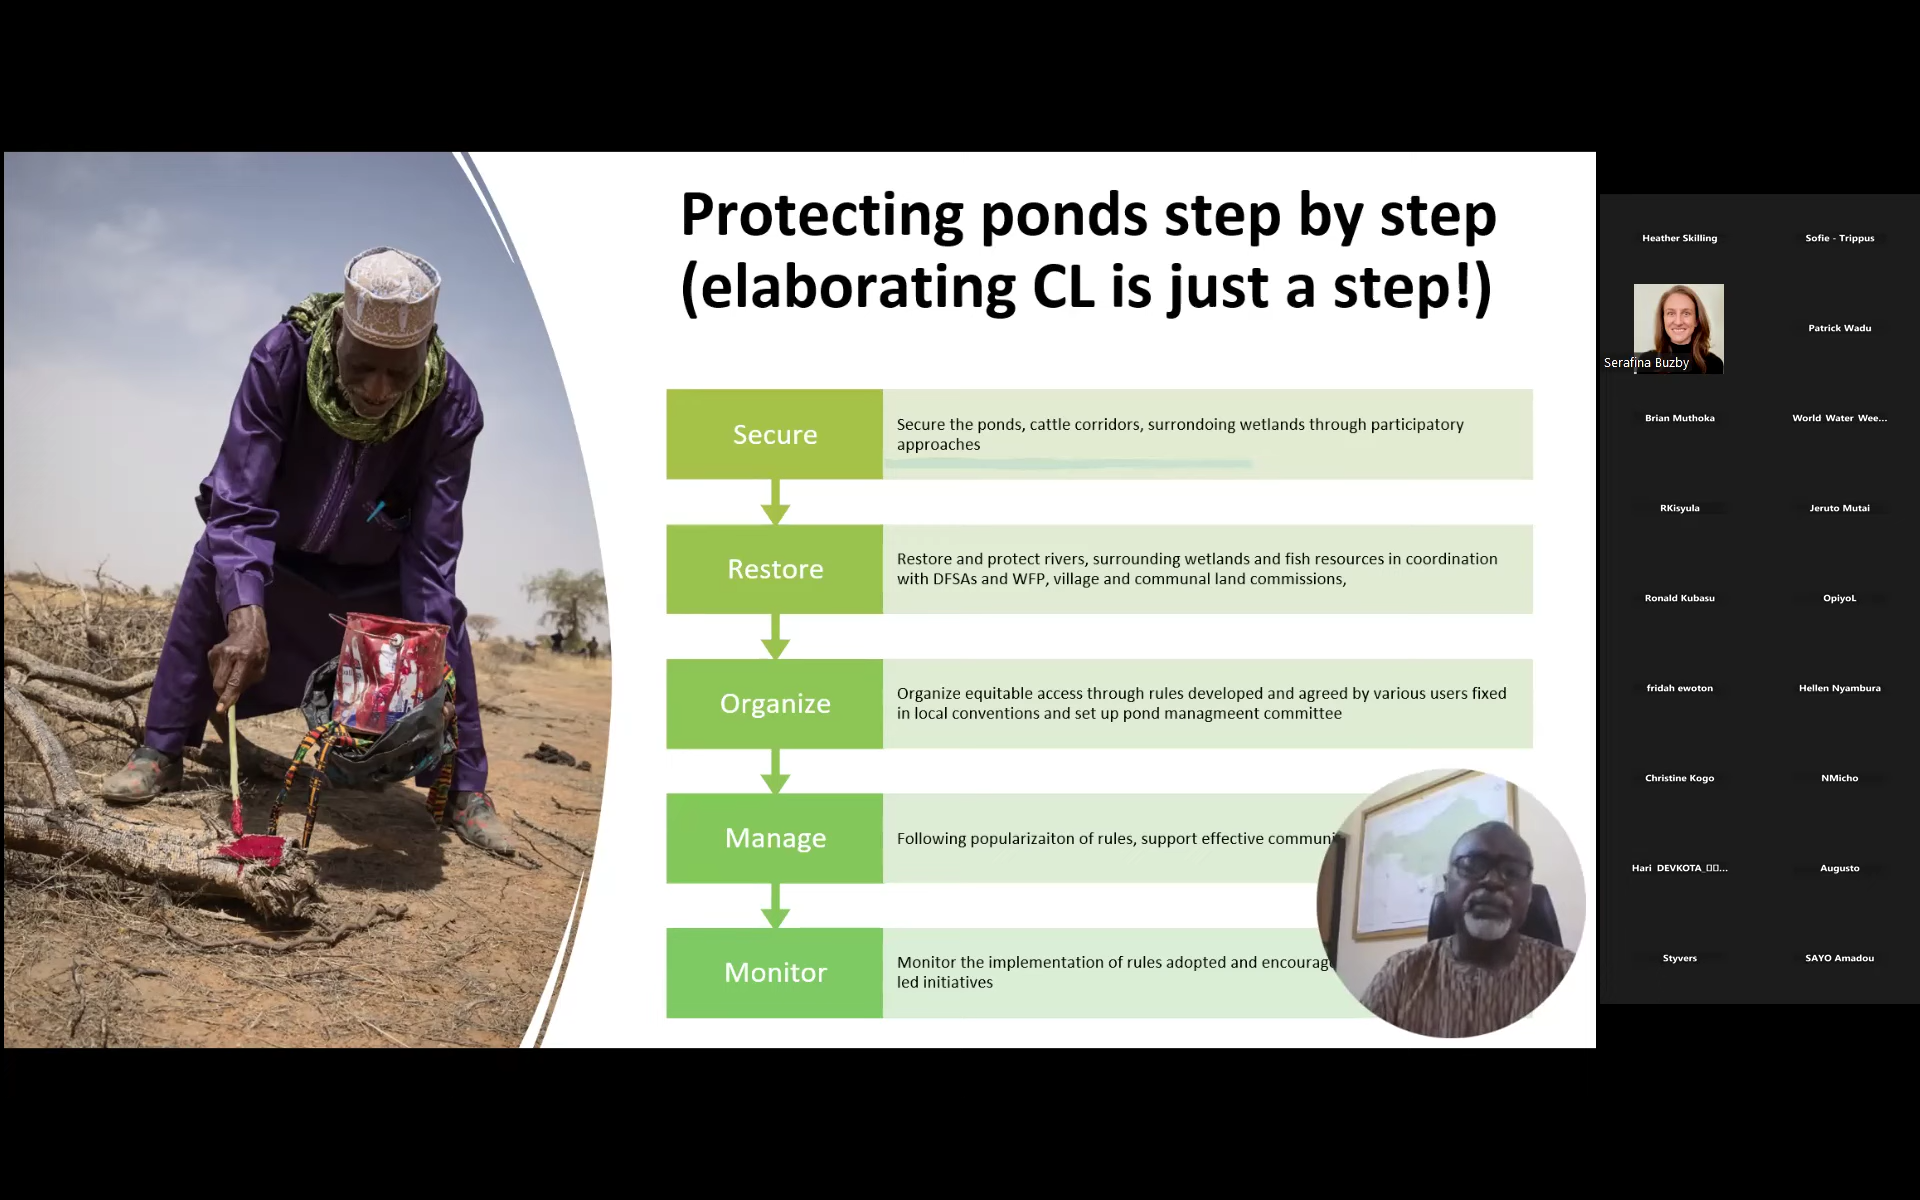 Protecting ponds step by step
(elaborating CL is just a step!)
Secure
Secure the ponds, cattle corridors, surrondoing wetlands through participatory
approaches
Restore
Restore and protect rivers, surrounding wetlands and fish resources in coordination
with DFSAs and WFP, village and communal land commissions,
Organize
Organize equitable access through rules developed and agreed by various users fixed
in local conventions and set up pond managmeent committee
Manage
Following popularizaiton of rules, support effective communi
Monitor
Monitor the implementation of rules adopted and encourage
led initiatives
Heather Skilling
Sofie - Trippus
Serafina Buzby
Patrick Wadu
Brian Muthoka
World Water Wee...
RKisyula
Jeruto Mutai
Ronald Kubasu
OpiyoL
fridah ewoton
Hellen Nyambura
Christine Kogo
NMicho
Hari DEVKOTA_▯▯...
Augusto
Styvers
SAYO Amadou